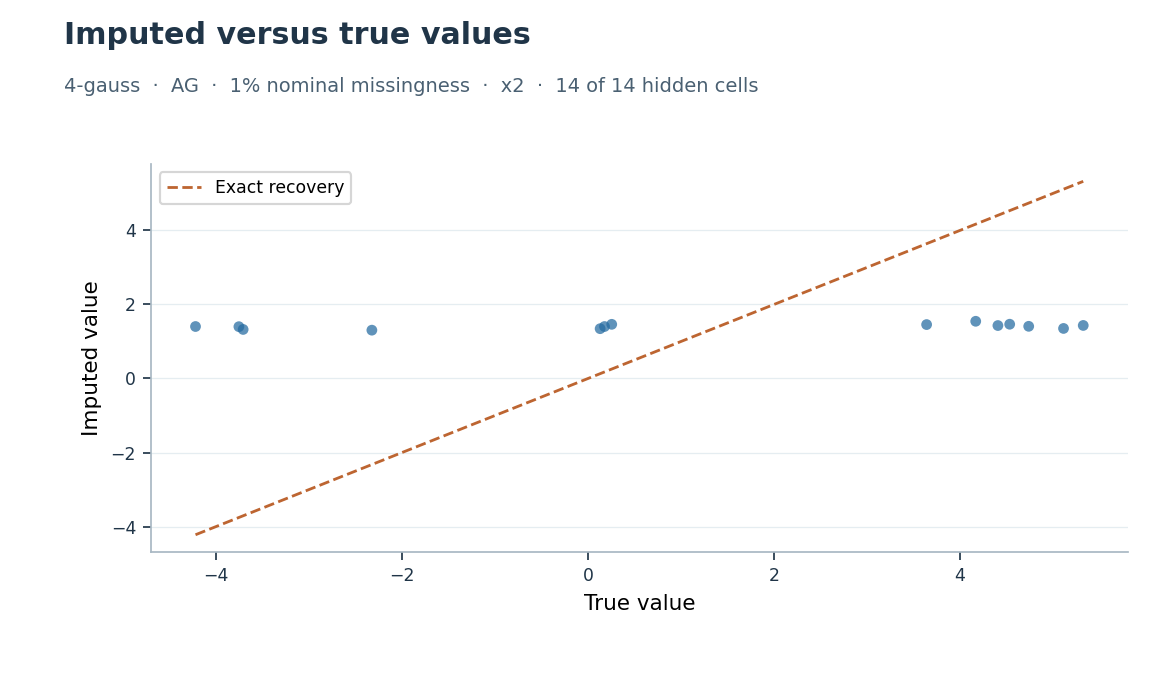 Imputed versus true values
4-gauss · AG · 1% nominal missingness · x2 · 14 of 14 hidden cells
Exact recovery
Imputed value
4
2
0
−2
−4
−4 −2 0 2 4
True value